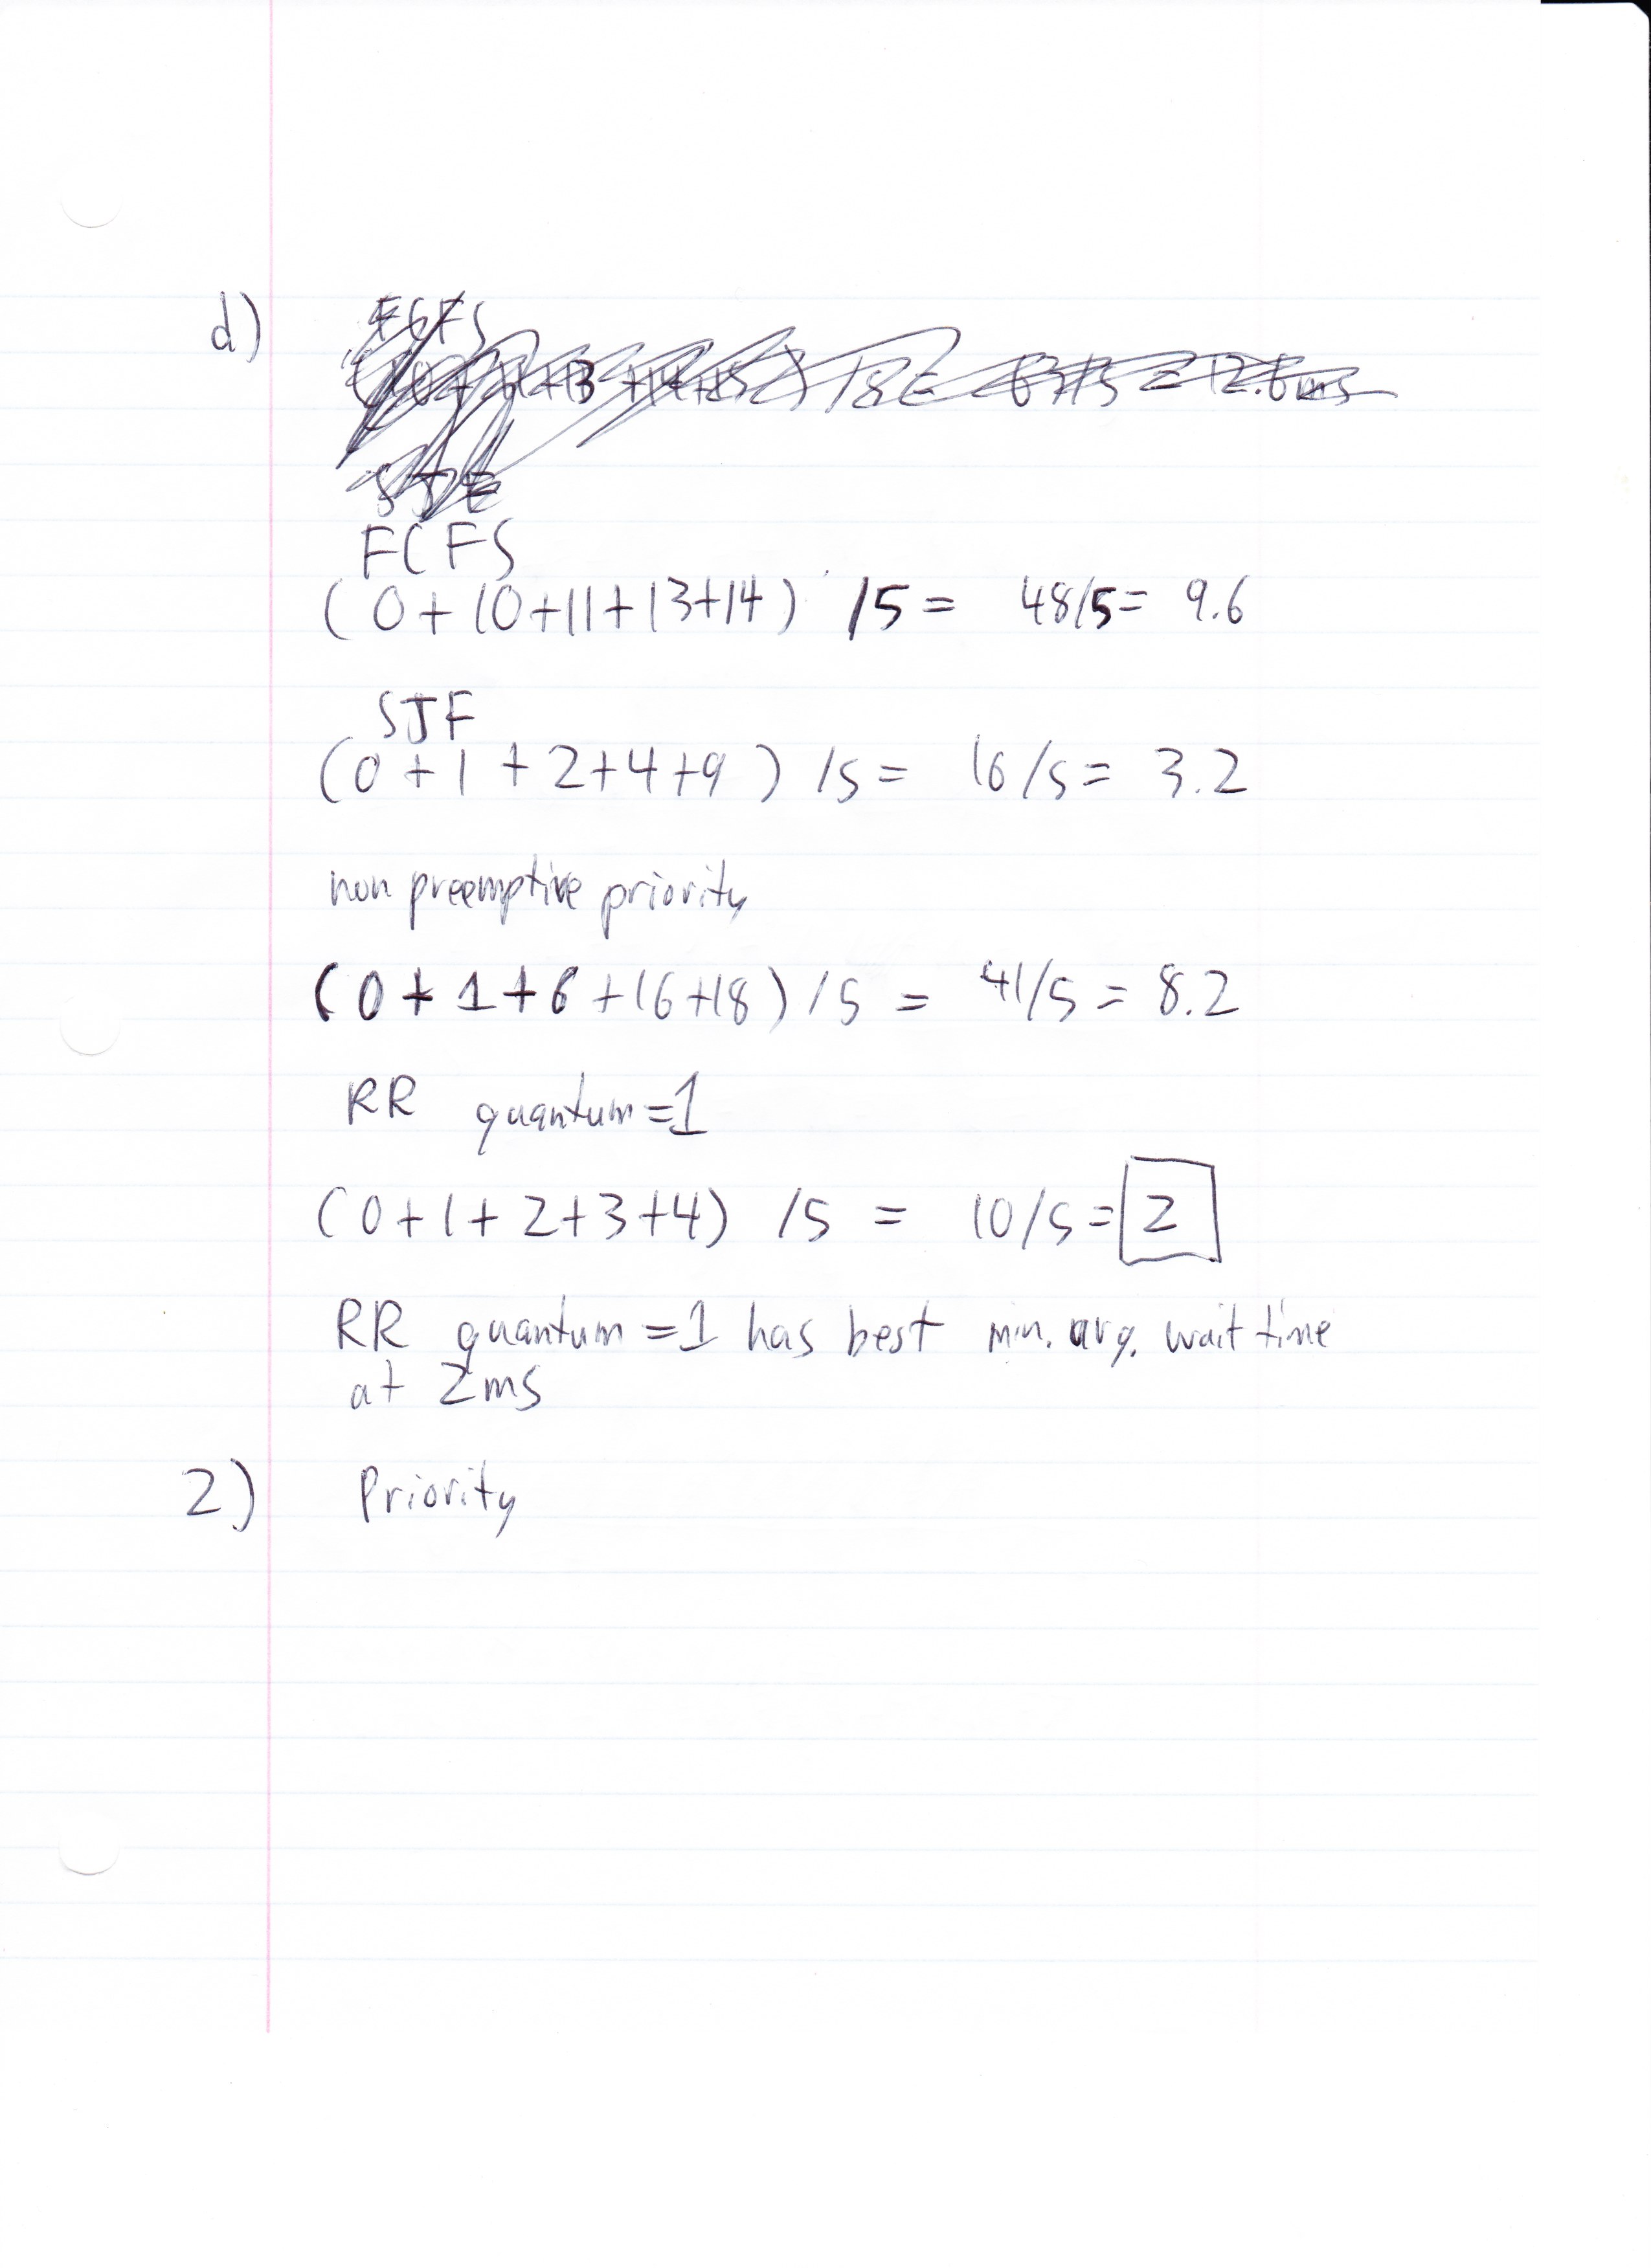 d) FCFS
SJF
FCFS
(0+10+11+13+14) /5 = 48/5= 9.6
SJF
(0+1+2+4+9) /5= 16/5= 3.2
non preemptive priority
(0+1+6+16+18)/5 = 41/5= 8.2
RR quantum=1
(0+1+2+3+4) /5 = 10/5= 2
RR quantum=1 has best min. avg. wait time
at 2ms
2) Priority